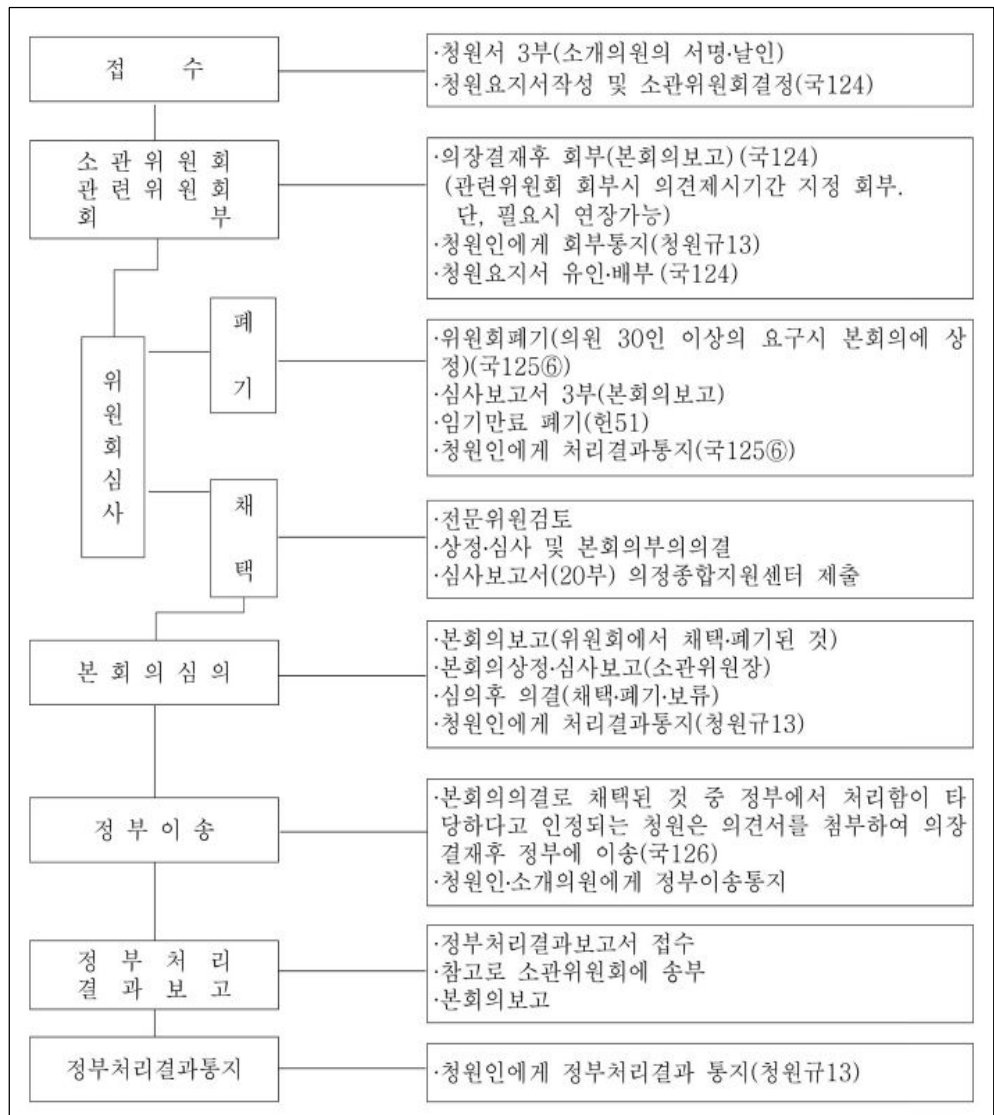 접 수
·청원서 3부(소개의원의 서명·날인)
·청원요지서작성 및 소관위원회결정(국124)
소 관 위 원 회
관 련 위 원 회
회 부
·의장결재후 회부(본회의보고)(국124)
(관련위원회 회부시 의견제시기간 지정 회부.
단, 필요시 연장가능)
·청원인에게 회부통지(청원규13)
·청원요지서 유인·배부(국124)
위
원
회
심
사
폐
기
·위원회폐기(의원 30인 이상의 요구시 본회의에 상
정)(국125⑥)
·심사보고서 3부(본회의보고)
·임기만료 폐기(헌51)
·청원인에게 처리결과통지(국125⑥)
채
택
·전문위원검토
·상정·심사 및 본회의부의의결
·심사보고서(20부) 의정종합지원센터 제출
본 회 의 심 의
·본회의보고(위원회에서 채택·폐기된 것)
·본회의상정·심사보고(소관위원장)
·심의후 의결(채택·폐기·보류)
·청원인에게 처리결과통지(청원규13)
정 부 이 송
·본회의의결로 채택된 것 중 정부에서 처리함이 타
당하다고 인정되는 청원은 의견서를 첨부하여 의장
결재후 정부에 이송(국126)
·청원인·소개의원에게 정부이송통지
정 부 처 리
결 과 보 고
·정부처리결과보고서 접수
·참고로 소관위원회에 송부
·본회의보고
정부처리결과통지
·청원인에게 정부처리결과 통지(청원규13)